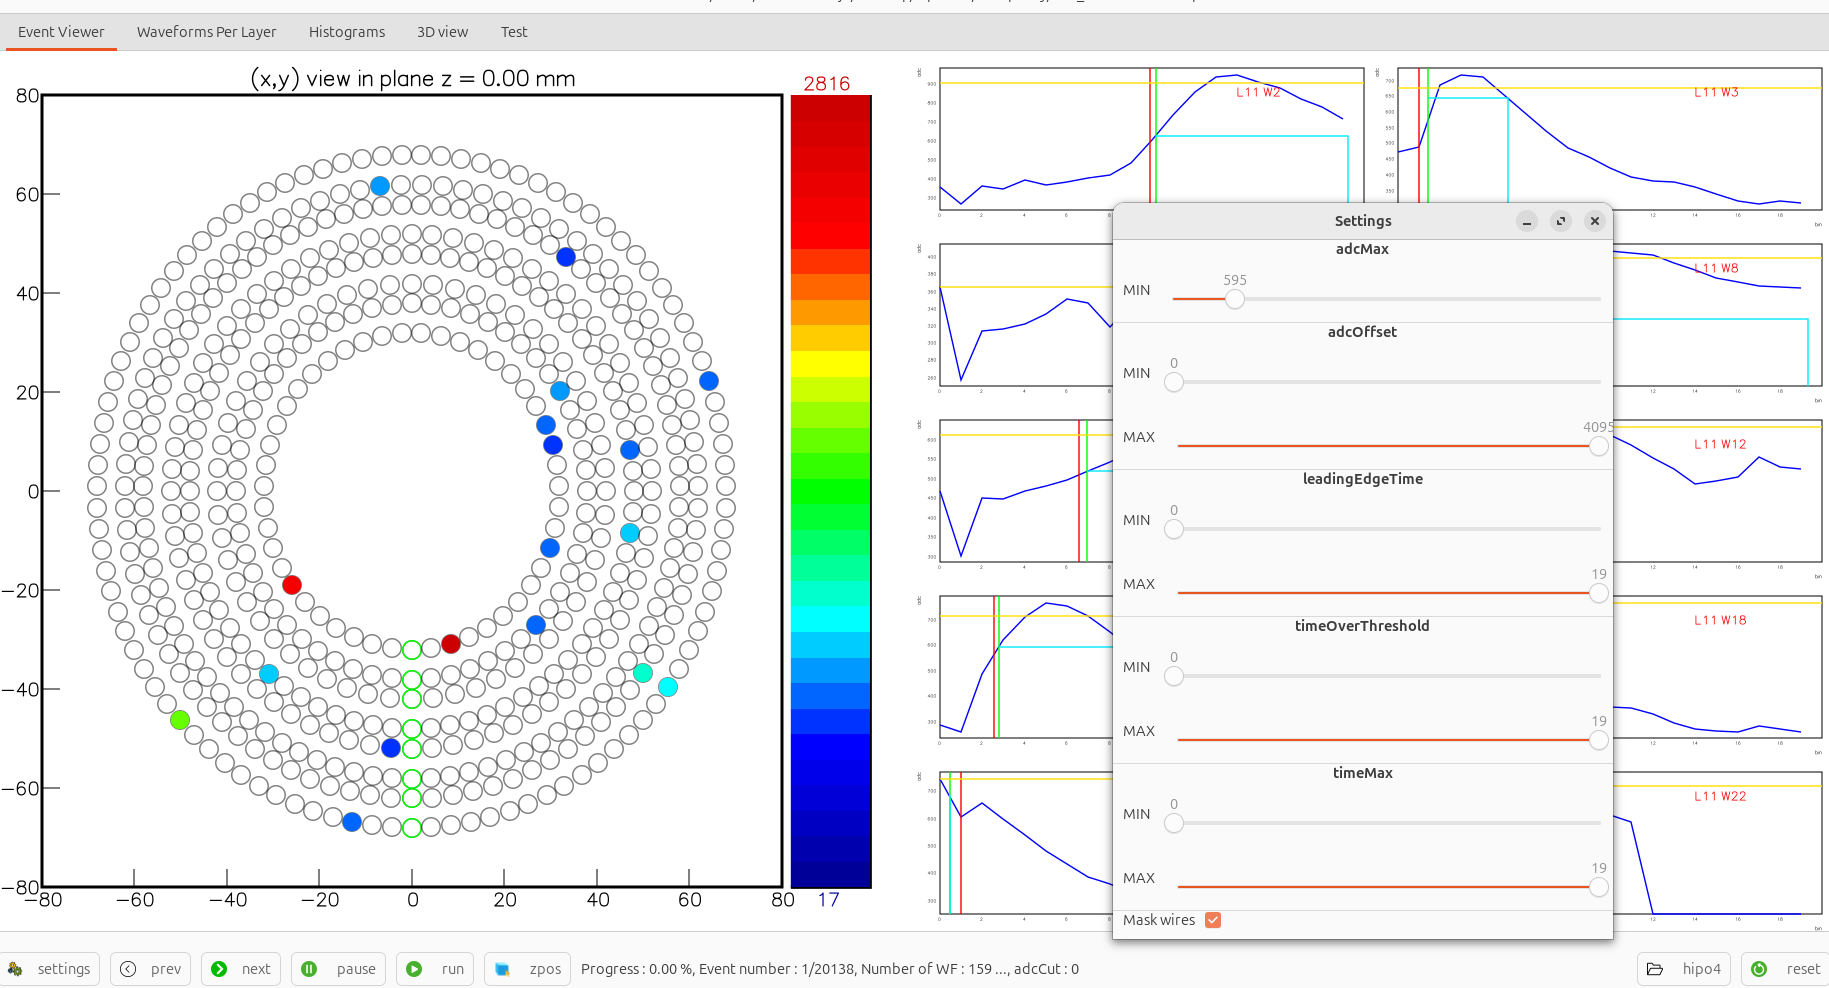 Event Viewer
Waveforms Per Layer
Histograms
3D view
Test
(x,y) view in plane z = 0.00 mm
80
60
40
20
0
−20
−40
−60
−80
−80
−60
−40
−20
0
20
40
60
80
2816
17
L11 W2
L11 W3
L11 W8
L11 W12
L11 W18
L11 W22
Settings
adcMax
MIN
595
adcOffset
MIN
0
MAX
4095
leadingEdgeTime
MIN
0
MAX
19
timeOverThreshold
MIN
0
MAX
19
timeMax
MIN
0
MAX
19
Mask wires
settings
prev
next
pause
run
zpos
Progress : 0.00 %, Event number : 1/20138, Number of WF : 159 ..., adcCut : 0
hipo4
reset